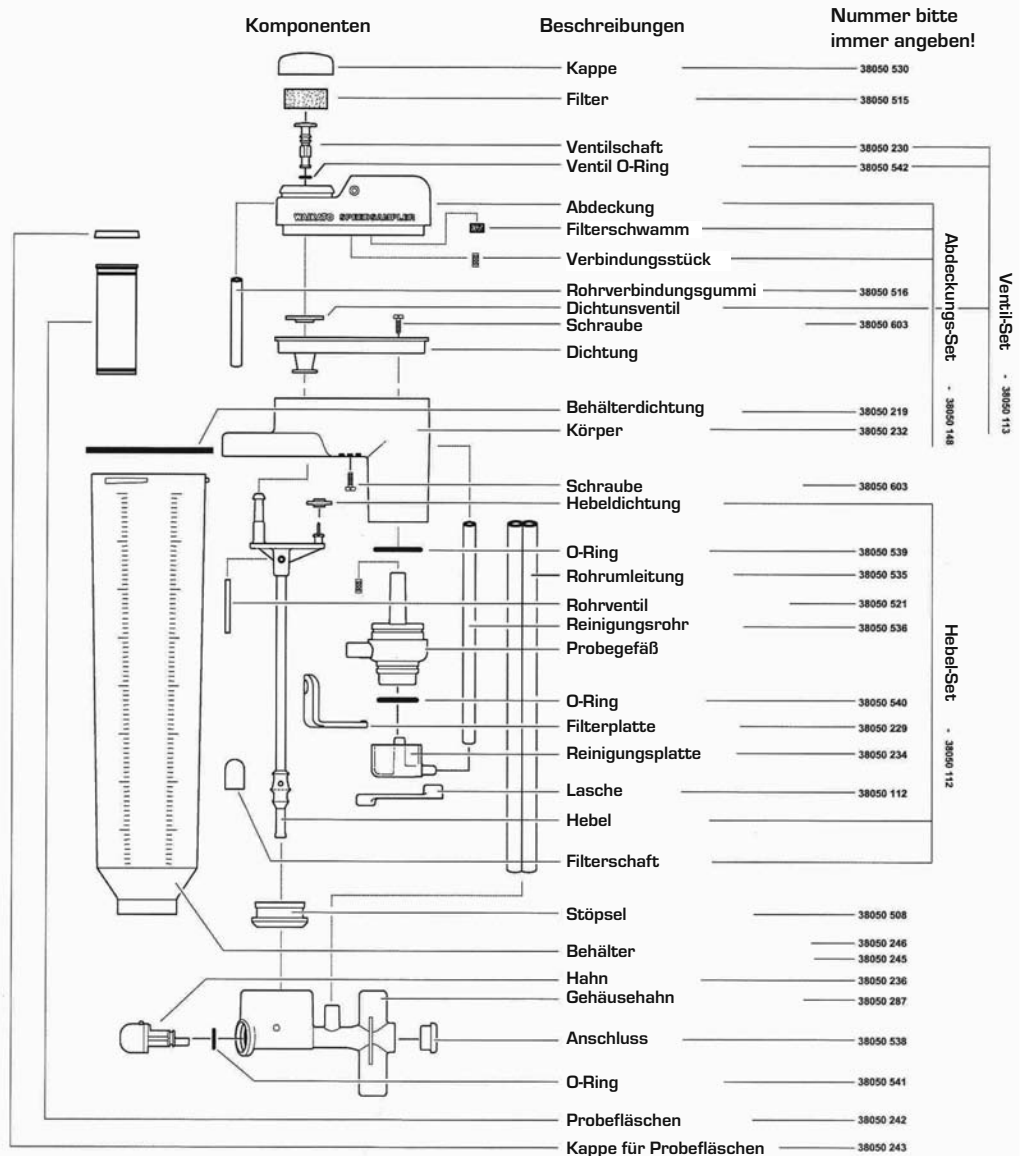 Komponenten Beschreibungen Nummer bitte
immer angeben!
Kappe 38050 530
Filter 38050 515
Ventilschaft 38050 230
Ventil O-Ring 38050 542
WAIKATO SPEEDSAMPLER
Abdeckung
Filterschwamm
Verbindungsstück
Rohrverbindungsgummi 38050 516
Dichtunsventil
Schraube 38050 603
Dichtung
Abdeckungs-Set - 38050 148
Ventil-Set - 38050 113
Behälterdichtung 38050 219
Körper 38050 232
Schraube 38050 603
Hebeldichtung
O-Ring 38050 539
Rohrumleitung 38050 535
Rohrventil 38050 521
Reinigungsrohr 38050 536
Probegefäß
O-Ring 38050 540
Filterplatte 38050 229
Reinigungsplatte 38050 234
Lasche 38050 112
Hebel
Filterschaft
Hebel-Set - 38050 112
Stöpsel 38050 508
Behälter 38050 246
38050 245
Hahn 38050 236
Gehäusehahn 38050 287
Anschluss 38050 538
O-Ring 38050 541
Probefläschen 38050 242
Kappe für Probefläschen 38050 243